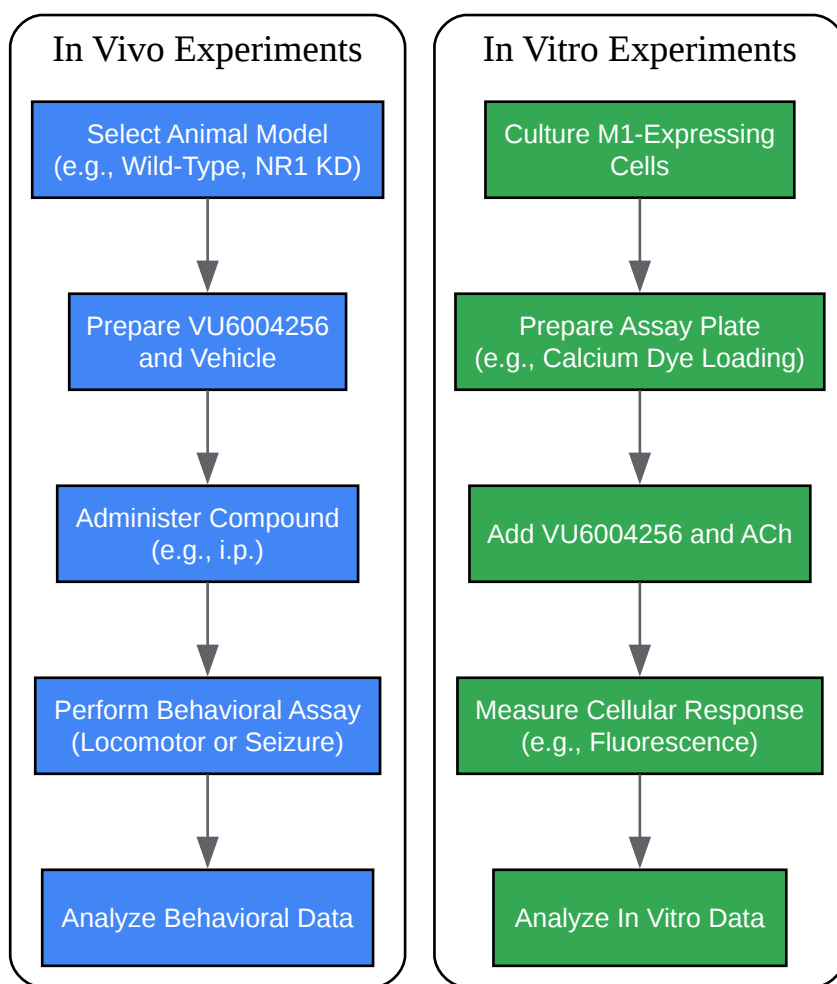 In Vivo Experiments
Select Animal Model
(e.g., Wild-Type, NR1 KD)
Prepare VU6004256
and Vehicle
Administer Compound
(e.g., i.p.)
Perform Behavioral Assay
(Locomotor or Seizure)
Analyze Behavioral Data
In Vitro Experiments
Culture M1-Expressing
Cells
Prepare Assay Plate
(e.g., Calcium Dye Loading)
Add VU6004256 and ACh
Measure Cellular Response
(e.g., Fluorescence)
Analyze In Vitro Data